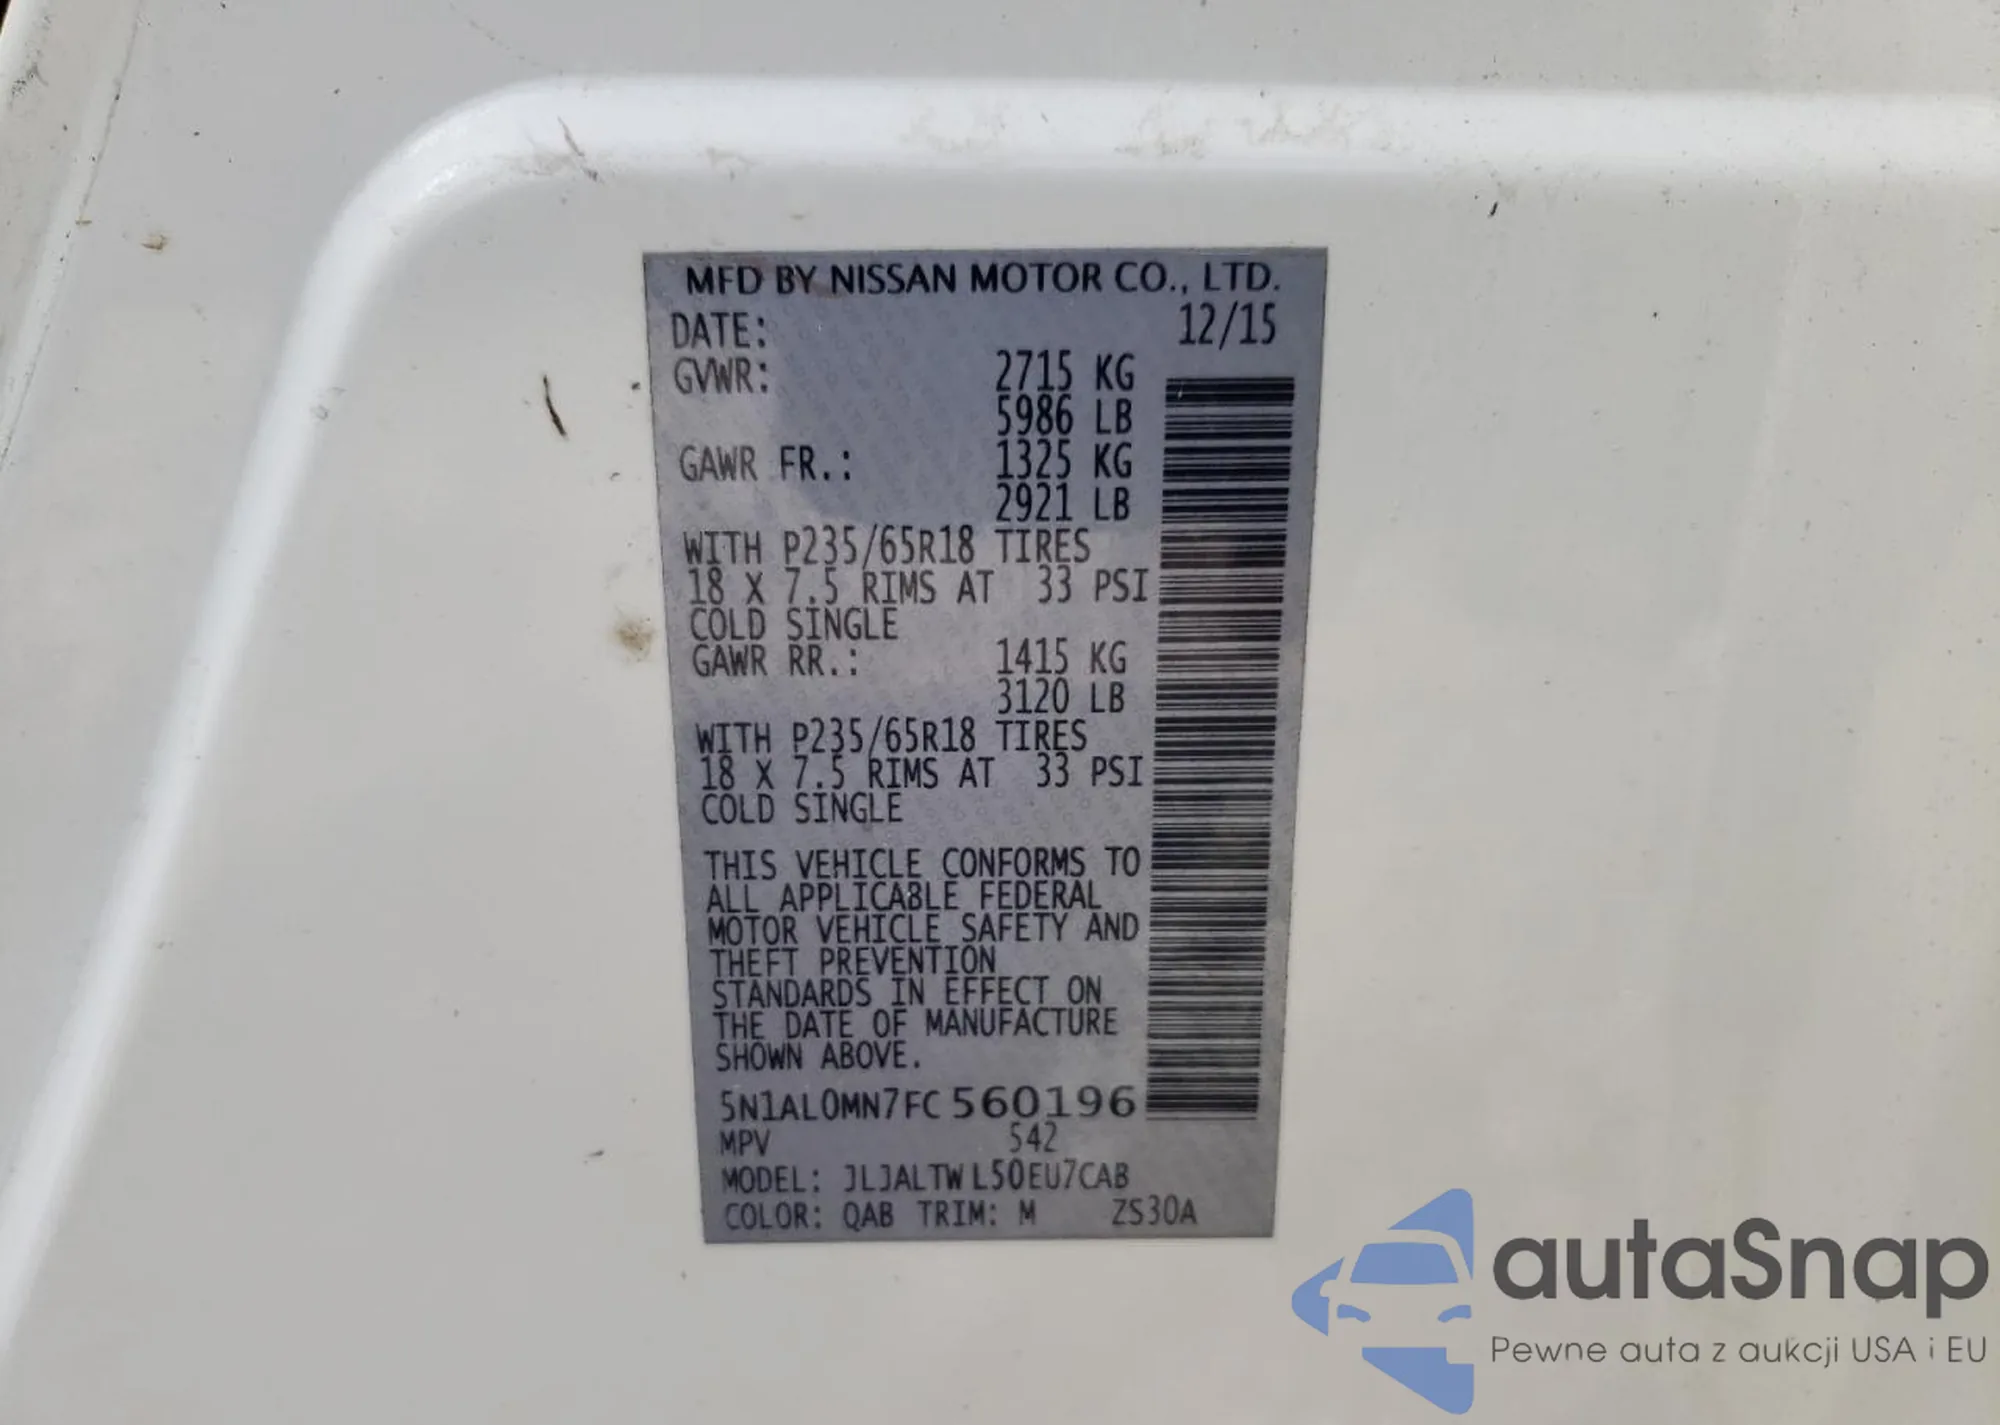 MFD BY NISSAN MOTOR CO., LTD.
DATE: 12/15
GVWR: 2715 KG
5986 LB
GAWR FR.: 1325 KG
2921 LB
WITH P235/65R18 TIRES
18 X 7.5 RIMS AT 33 PSI
COLD SINGLE
GAWR RR.: 1415 KG
3120 LB
WITH P235/65R18 TIRES
18 X 7.5 RIMS AT 33 PSI
COLD SINGLE
THIS VEHICLE CONFORMS TO
ALL APPLICABLE FEDERAL
MOTOR VEHICLE SAFETY AND
THEFT PREVENTION
STANDARDS IN EFFECT ON
THE DATE OF MANUFACTURE
SHOWN ABOVE.
5N1AL0MN7FC560196
MPV 542
MODEL: JLJALTWL50EU7CAB
COLOR: QAB TRIM: M ZS30A
autaSnap
Pewne auta z aukcji USA i EU